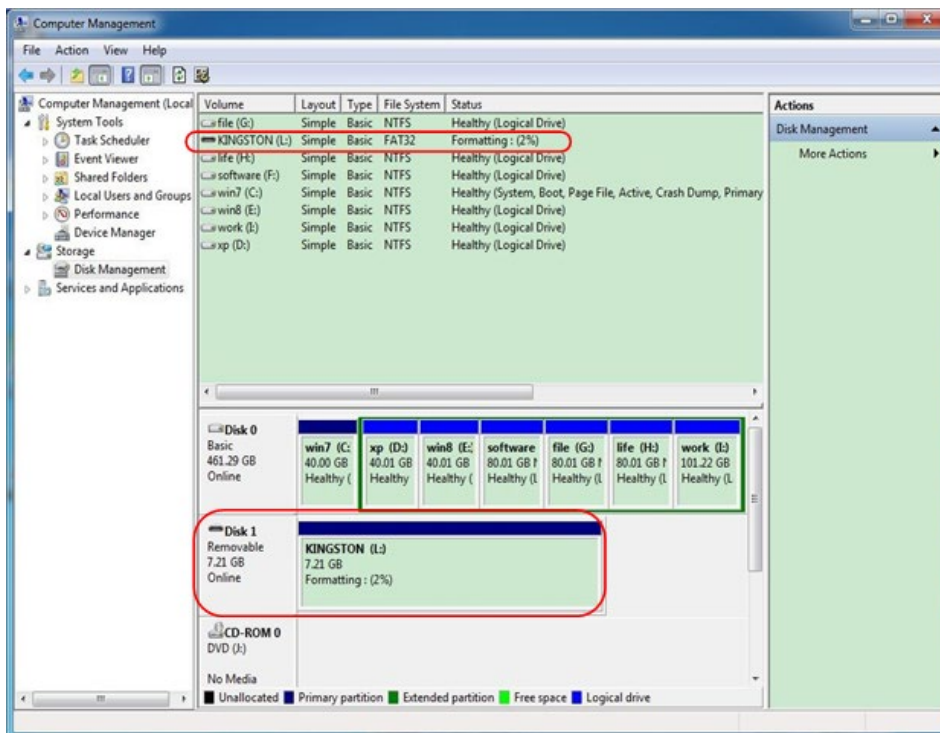 Computer Management
File Action View Help
Computer Management (Local
System Tools
Task Scheduler
Event Viewer
Shared Folders
Local Users and Groups
Performance
Device Manager
Storage
Disk Management
Services and Applications
Volume Layout Type File System Status
file (G:) Simple Basic NTFS Healthy (Logical Drive)
KINGSTON (L:) Simple Basic FAT32 Formatting : (2%)
life (H:) Simple Basic NTFS Healthy (Logical Drive)
software (F:) Simple Basic NTFS Healthy (Logical Drive)
win7 (C:) Simple Basic NTFS Healthy (System, Boot, Page File, Active, Crash Dump, Primary
win8 (E:) Simple Basic NTFS Healthy (Logical Drive)
work (I:) Simple Basic NTFS Healthy (Logical Drive)
xp (D:) Simple Basic NTFS Healthy (Logical Drive)
Actions
Disk Management
More Actions
Disk 0
Basic
461.29 GB
Online
win7 (C: xp (D:) win8 (E: software file (G:) life (H:) work (I:)
40.00 GB 40.01 GB 40.01 GB 80.01 GB 80.01 GB 80.01 GB 101.22 GB
Healthy ( Healthy Healthy ( Healthy (L Healthy (L Healthy (L Healthy (L
Disk 1
Removable
7.21 GB
Online
KINGSTON (L:)
7.21 GB
Formatting : (2%)
CD-ROM 0
DVD (J:)
No Media
Unallocated Primary partition Extended partition Free space Logical drive